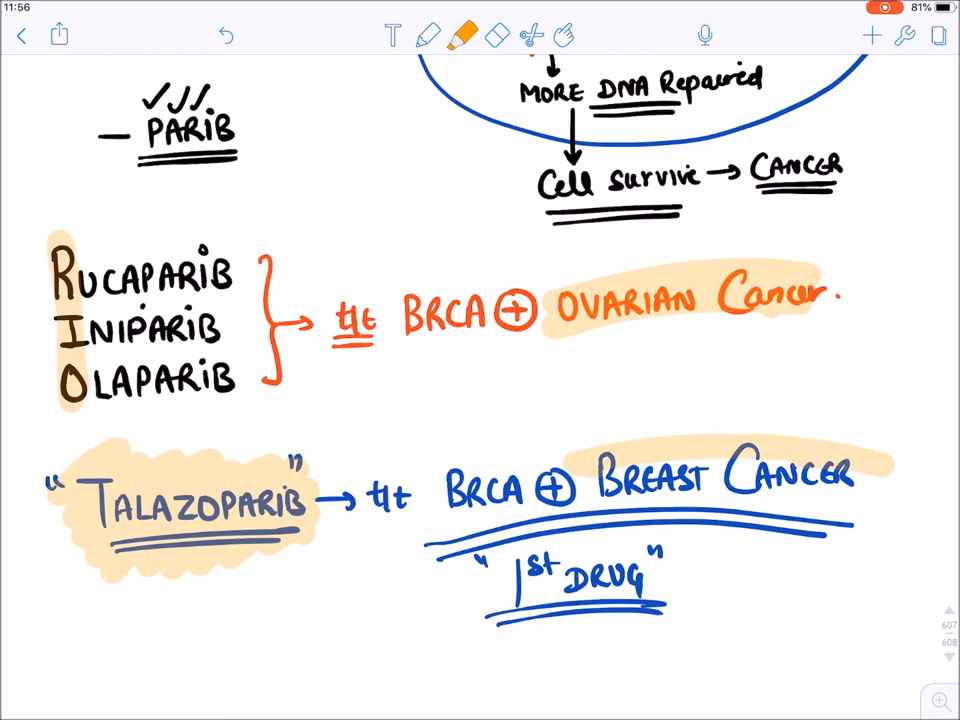 11:56
81%
T
MORE DNA Repaired
– PARIB
Cell Survive → CANCER
RUCAPARIB
INIPARIB
OLAPARIB
→ BRCA + OVARIAN Cancer.
"TALAZOPARIB" → BRCA + BREAST CANCER
"1st DRUG"
607
608